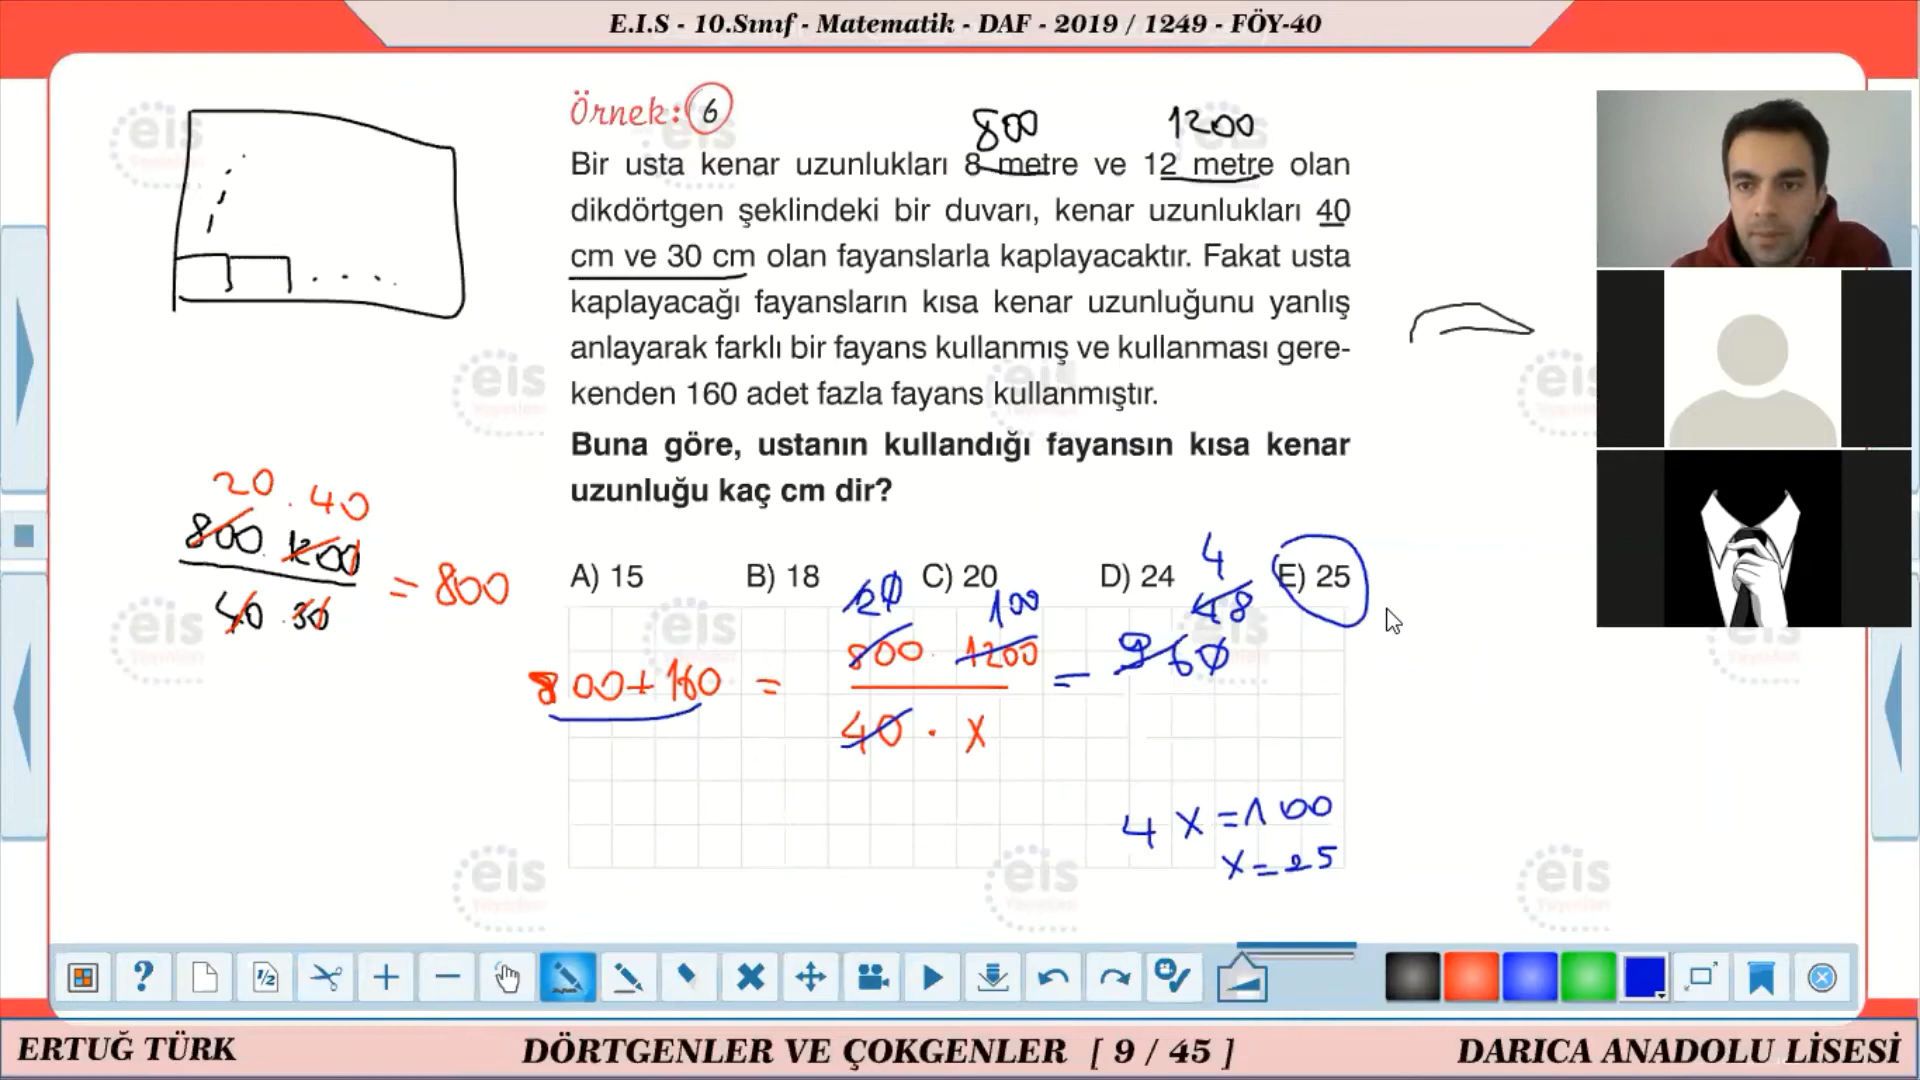 E.I.S - 10.Sınıf - Matematik - DAF - 2019 / 1249 - FÖY-40
Örnek: 6
800 1200
Bir usta kenar uzunlukları 8 metre ve 12 metre olan
dikdörtgen şeklindeki bir duvarı, kenar uzunlukları 40
cm ve 30 cm olan fayanslarla kaplayacaktır. Fakat usta
kaplayacağı fayansların kısa kenar uzunluğunu yanlış
anlayarak farklı bir fayans kullanmış ve kullanması gere-
kenden 160 adet fazla fayans kullanmıştır.
Buna göre, ustanın kullandığı fayansın kısa kenar
uzunluğu kaç cm dir?
A) 15 B) 18 C) 20 D) 24 E) 25
20 . 40
800 . 1200
40 . 30
= 800
20 100
4
48
800 + 160 = 800 . 1200 = 960
40 . x
4 x = 100
x = 25
eis
ERTUĞ TÜRK
DÖRTGENLER VE ÇOKGENLER [ 9 / 45 ]
DARICA ANADOLU LİSESİ